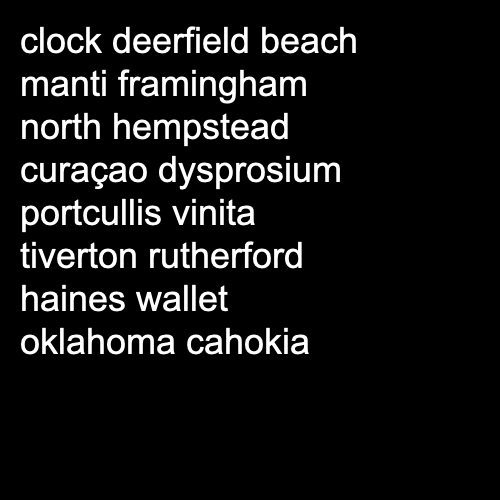 clock deerfield beach
manti framingham
north hempstead
curaçao dysprosium
portcullis vinita
tiverton rutherford
haines wallet
oklahoma cahokia